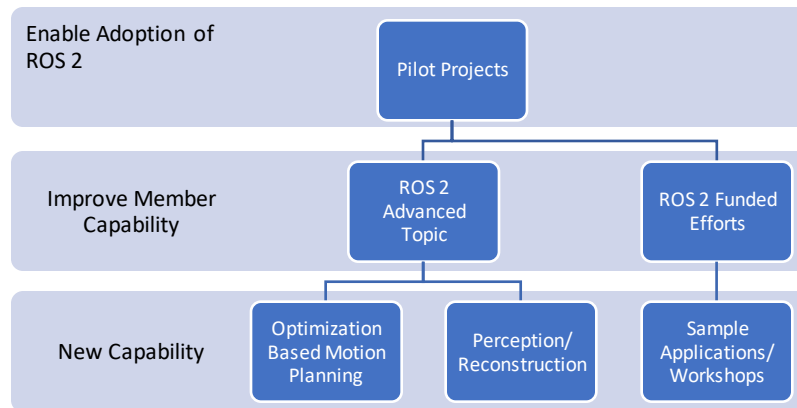 Enable Adoption of
ROS 2
Pilot Projects
Improve Member
Capability
ROS 2
Advanced
Topic
ROS 2 Funded
Efforts
New Capability
Optimization
Based Motion
Planning
Perception/
Reconstruction
Sample
Applications/
Workshops